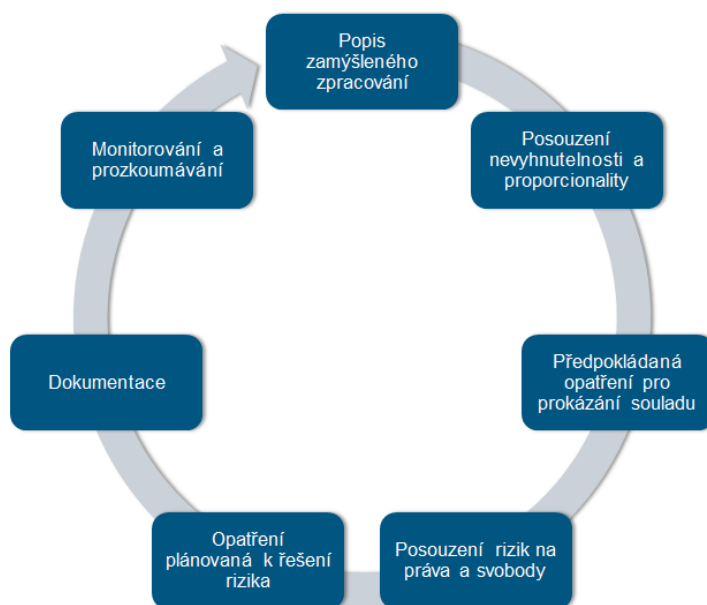 Popis
zamýšleného
zpracování
Posouzení
nevyhnutelnosti a
proporcionality
Předpokládaná
opatření pro
prokázání souladu
Posouzení rizik na
práva a svobody
Opatření
plánovaná k řešení
rizika
Dokumentace
Monitorování a
prozkoumávání